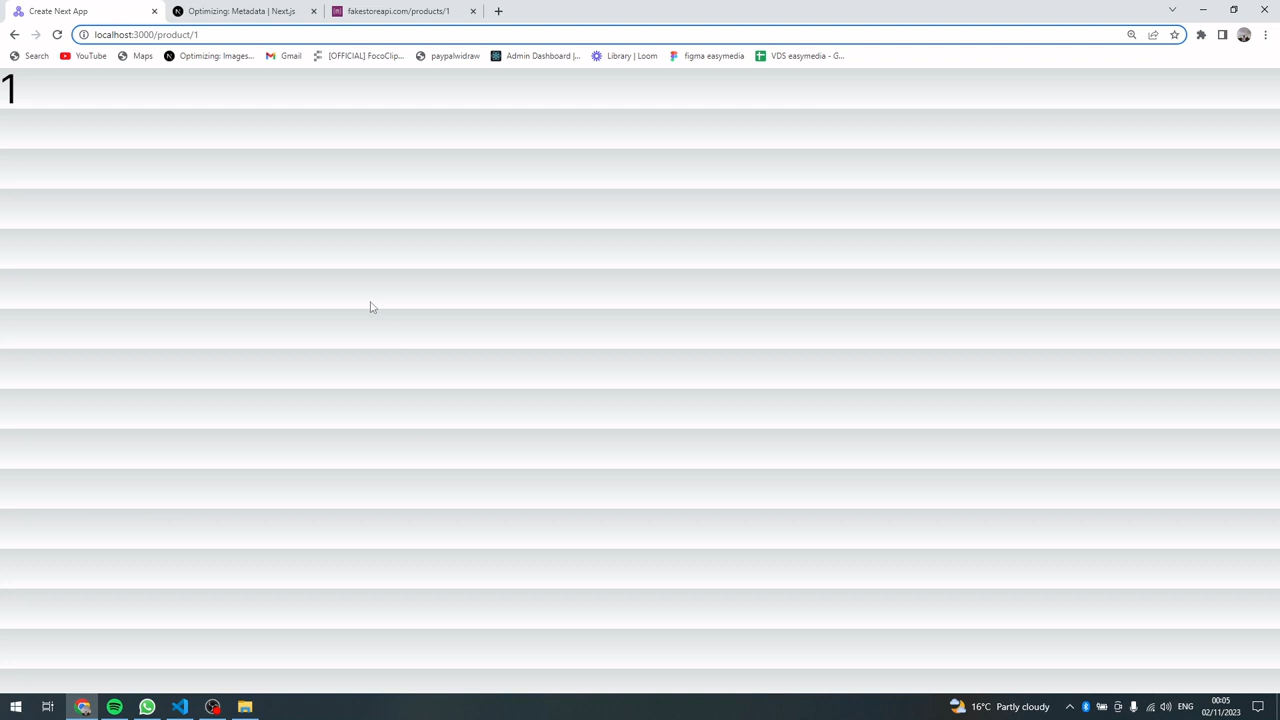 Create Next App
Optimizing: Metadata | Next.js
fakestoreapi.com/products/1
localhost:3000/product/1
Search
YouTube
Maps
Optimizing: Images...
Gmail
[OFFICIAL] FocoClip...
paypalwidraw
Admin Dashboard |...
Library | Loom
figma easymedia
VDS easymedia - G...
1
16°C Partly cloudy
ENG
00:05
02/11/2023